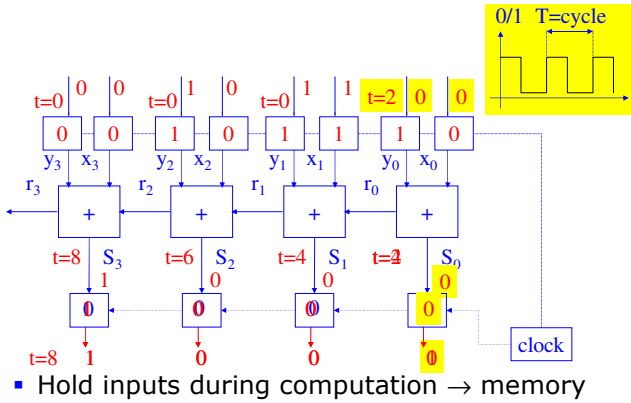 0/1 T=cycle
t=0 0 0 t=0 1 0 t=0 1 1 t=2 0 0
0 0 1 0 1 1 1 0
y3 x3 y2 x2 y1 x1 y0 x0
r3 r2 r1 r0
+ + + +
t=8 S3 t=6 S2 t=4 S1 S0
1 0 0 0
0
clock
t=8 1 0 0
▪ Hold inputs during computation → memory